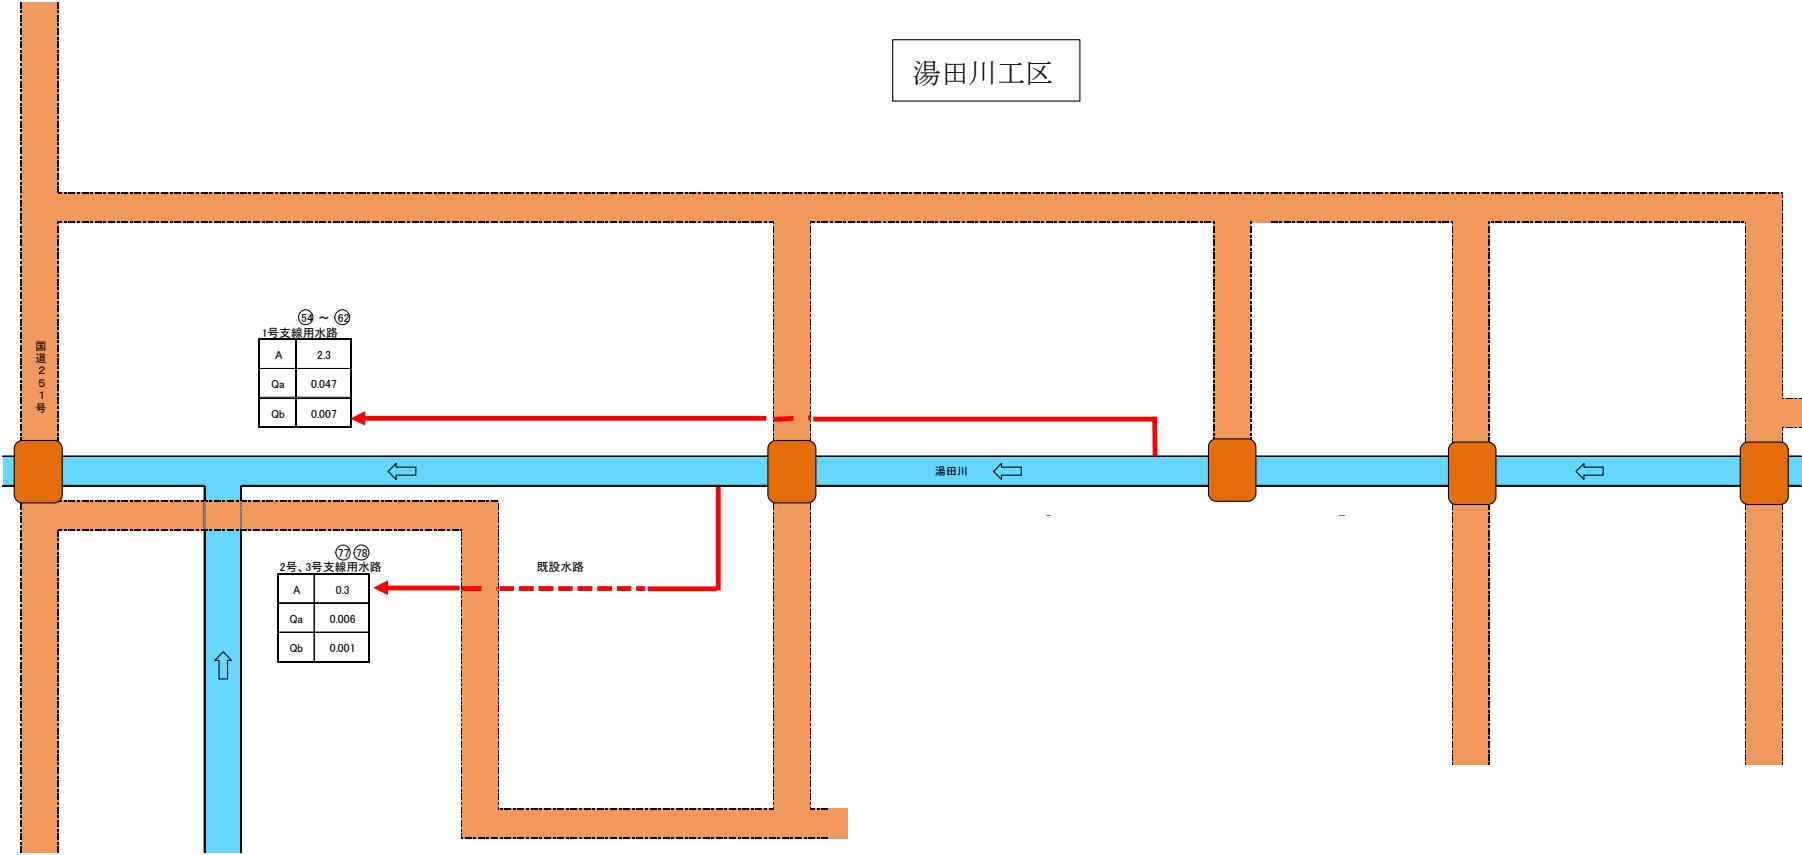 湯田川工区
54 ～ 62
1号支線用水路
A 2.3
Qa 0.047
Qb 0.007
国道251号
湯田川
77 78
2号、3号支線用水路
既設水路
A 0.3
Qa 0.006
Qb 0.001